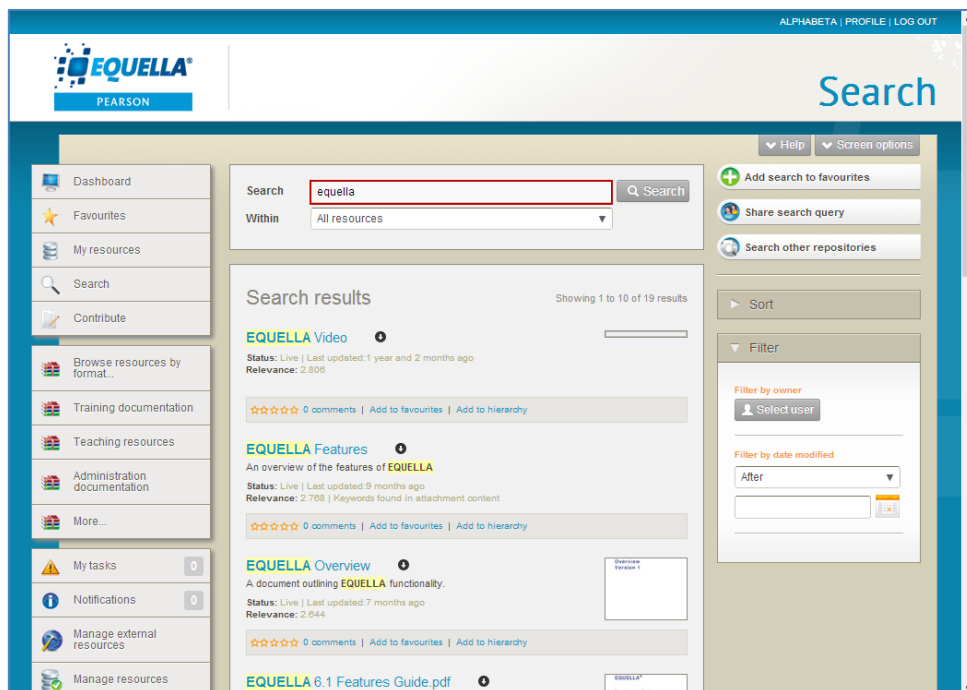 ALPHABETA | PROFILE | LOG OUT
EQUELLA®
PEARSON
Search
Help
Screen options
Dashboard
Favourites
My resources
Search
Contribute
Browse resources by
format...
Training documentation
Teaching resources
Administration
documentation
More...
My tasks 0
Notifications 0
Manage external
resources
Manage resources
Search equella Search
Within All resources
Search results Showing 1 to 10 of 19 results
EQUELLA Video
Status: Live | Last updated:1 year and 2 months ago
Relevance: 2.806
0 comments | Add to favourites | Add to hierarchy
EQUELLA Features
An overview of the features of EQUELLA
Status: Live | Last updated:9 months ago
Relevance: 2.768 | Keywords found in attachment content
0 comments | Add to favourites | Add to hierarchy
EQUELLA Overview
A document outlining EQUELLA functionality.
Status: Live | Last updated:7 months ago
Relevance: 2.644
Overview
Version 1
0 comments | Add to favourites | Add to hierarchy
EQUELLA 6.1 Features Guide.pdf
EQUELLA®
Add search to favourites
Share search query
Search other repositories
Sort
Filter
Filter by owner
Select user
Filter by date modified
After